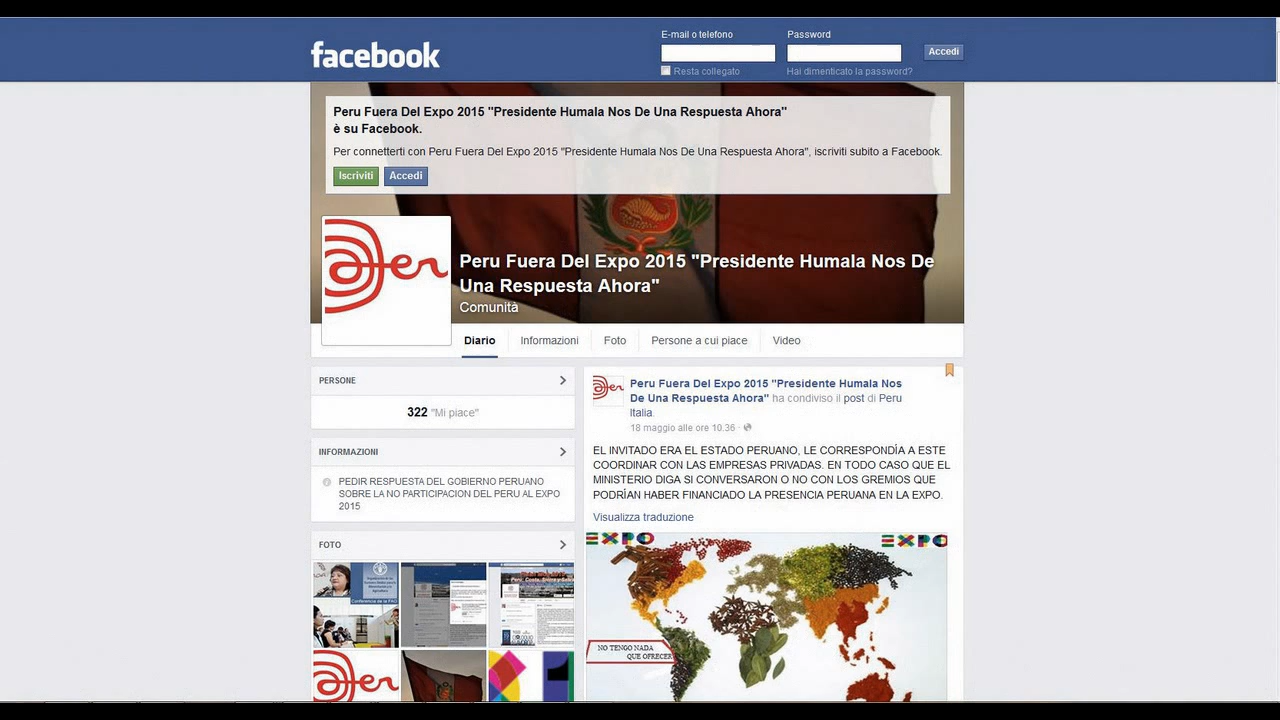 facebook
E-mail o telefono
Password
Accedi
Resta collegato
Hai dimenticato la password?
Peru Fuera Del Expo 2015 "Presidente Humala Nos De Una Respuesta Ahora"
è su Facebook.
Per connetterti con Peru Fuera Del Expo 2015 "Presidente Humala Nos De Una Respuesta Ahora", iscriviti subito a Facebook.
Iscriviti
Accedi
Peru Fuera Del Expo 2015 "Presidente Humala Nos De
Una Respuesta Ahora"
Comunità
Diario
Informazioni
Foto
Persone a cui piace
Video
PERSONE
322 "Mi piace"
INFORMAZIONI
PEDIR RESPUESTA DEL GOBIERNO PERUANO
SOBRE LA NO PARTICIPACION DEL PERU AL EXPO
2015
FOTO
Peru Fuera Del Expo 2015 "Presidente Humala Nos
De Una Respuesta Ahora" ha condiviso il post di Peru
Italia.
18 maggio alle ore 10.36 ·
EL INVITADO ERA EL ESTADO PERUANO, LE CORRESPONDÍA A ESTE
COORDINAR CON LAS EMPRESAS PRIVADAS. EN TODO CASO QUE EL
MINISTERIO DIGA SI CONVERSARON O NO CON LOS GREMIOS QUE
PODRÍAN HABER FINANCIADO LA PRESENCIA PERUANA EN LA EXPO.
Visualizza traduzione
EXPO
EXPO
NO TENGO NADA
QUE OFRECER